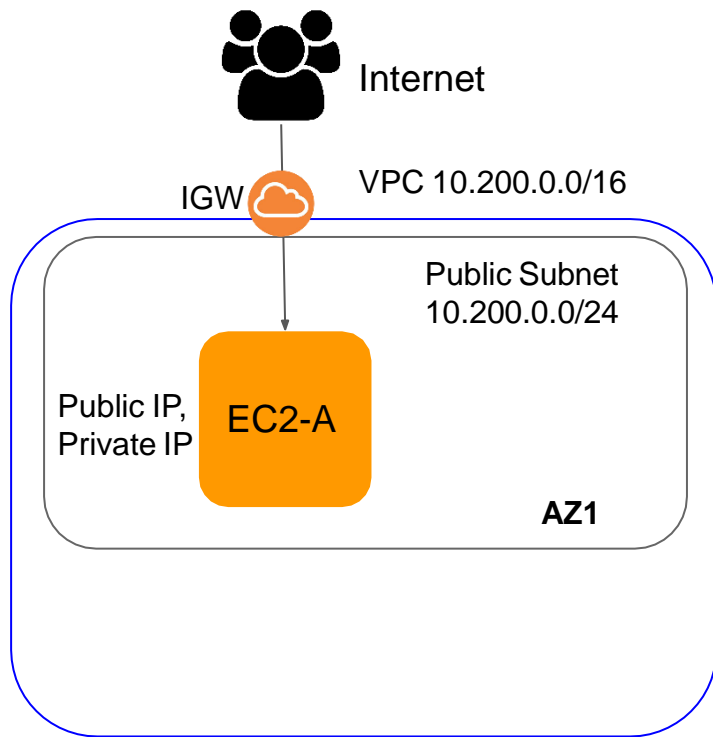 Internet
IGW
VPC 10.200.0.0/16
Public Subnet
10.200.0.0/24
Public IP,
Private IP
EC2-A
AZ1